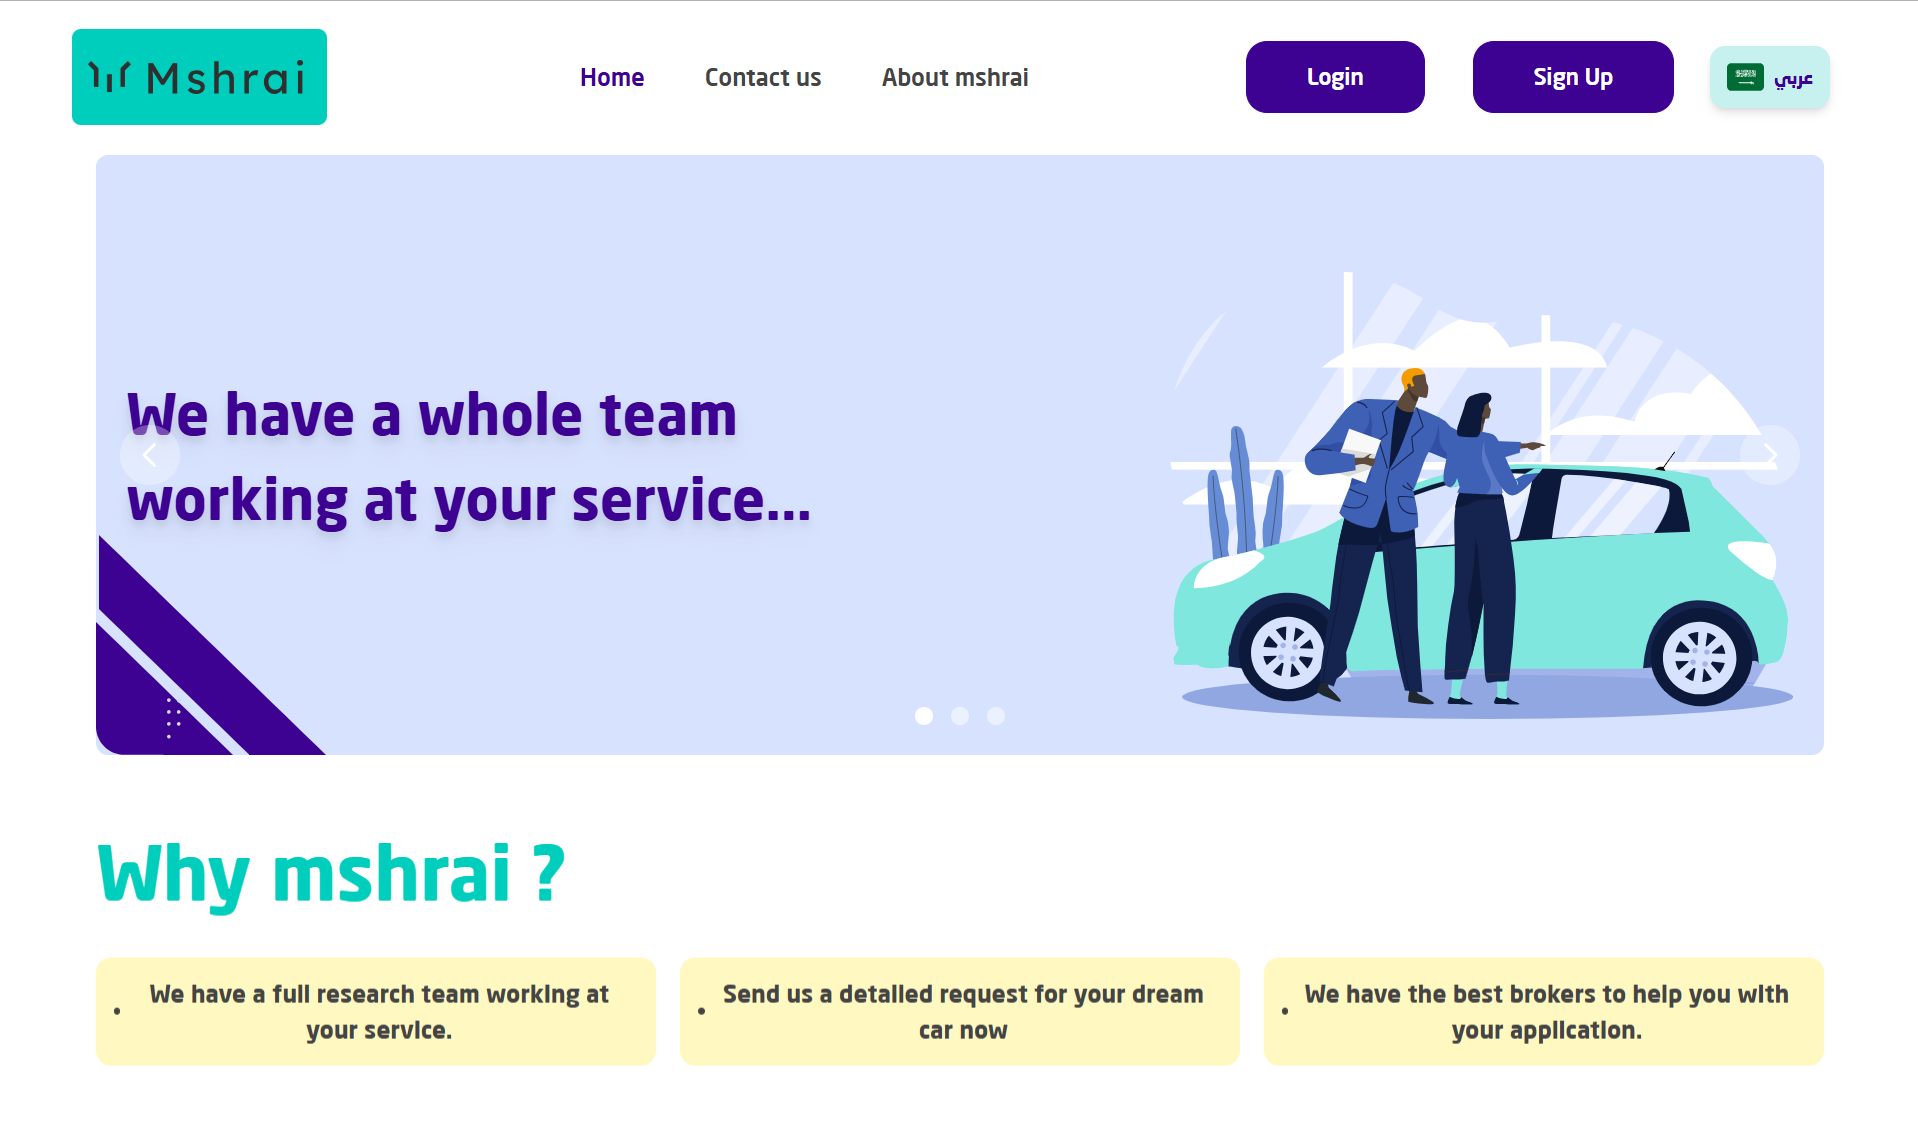 Mshrai
Home
Contact us
About mshrai
Login
Sign Up
عربي
We have a whole team
working at your service...
Why mshrai ?
• We have a full research team working at
your service.
• Send us a detailed request for your dream
car now
• We have the best brokers to help you with
your application.